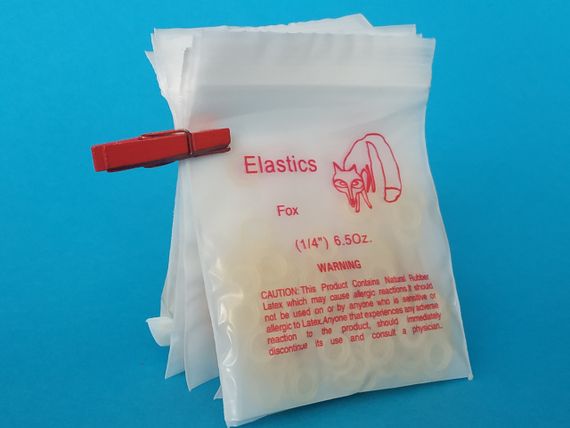 Elastics
Fox
(1/4") 6.5Oz.
WARNING
CAUTION: This Product Contains Natural Rubber
Latex which may cause allergic reactions.It should
not be used on or by anyone who is sensitive or
allergic to Latex.Anyone that experiences any adverse
reaction to the product, should immediately
discontinue its use and consult a physician.